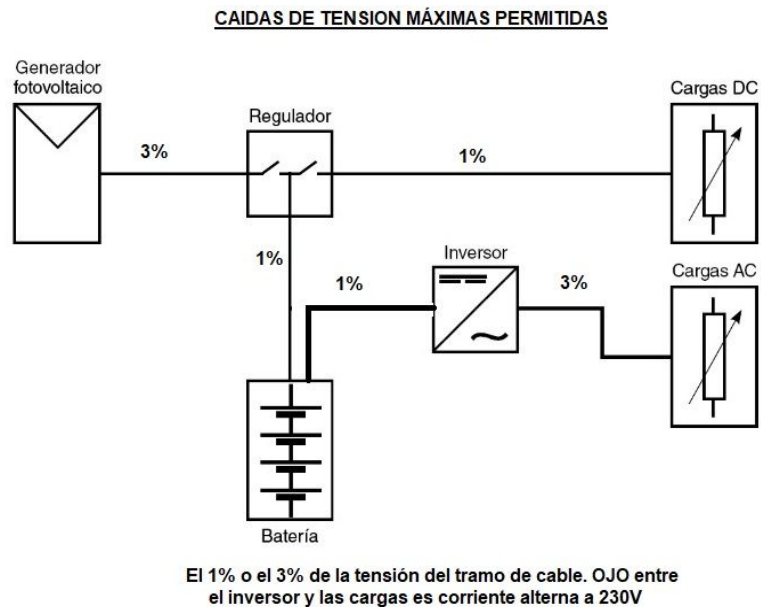 CAIDAS DE TENSION MÁXIMAS PERMITIDAS
Generador
fotovoltaico
Regulador
Cargas DC
3%
1%
1%
1%
Inversor
3%
Cargas AC
Batería
El 1% o el 3% de la tensión del tramo de cable. OJO entre
el inversor y las cargas es corriente alterna a 230V